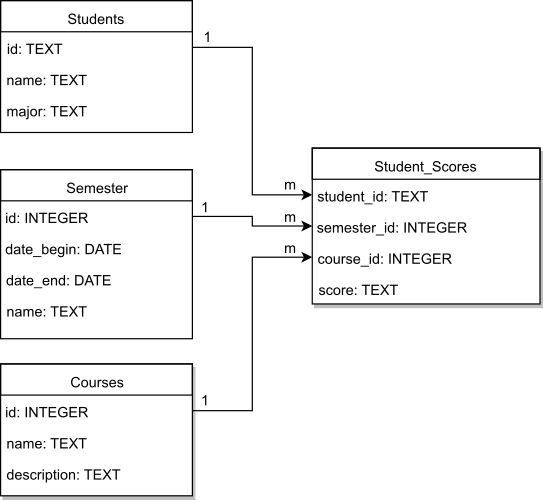 Students
id: TEXT
name: TEXT
major: TEXT
1
Semester
id: INTEGER
date_begin: DATE
date_end: DATE
name: TEXT
1
Courses
id: INTEGER
name: TEXT
description: TEXT
1
Student_Scores
m
student_id: TEXT
m
semester_id: INTEGER
m
course_id: INTEGER
score: TEXT